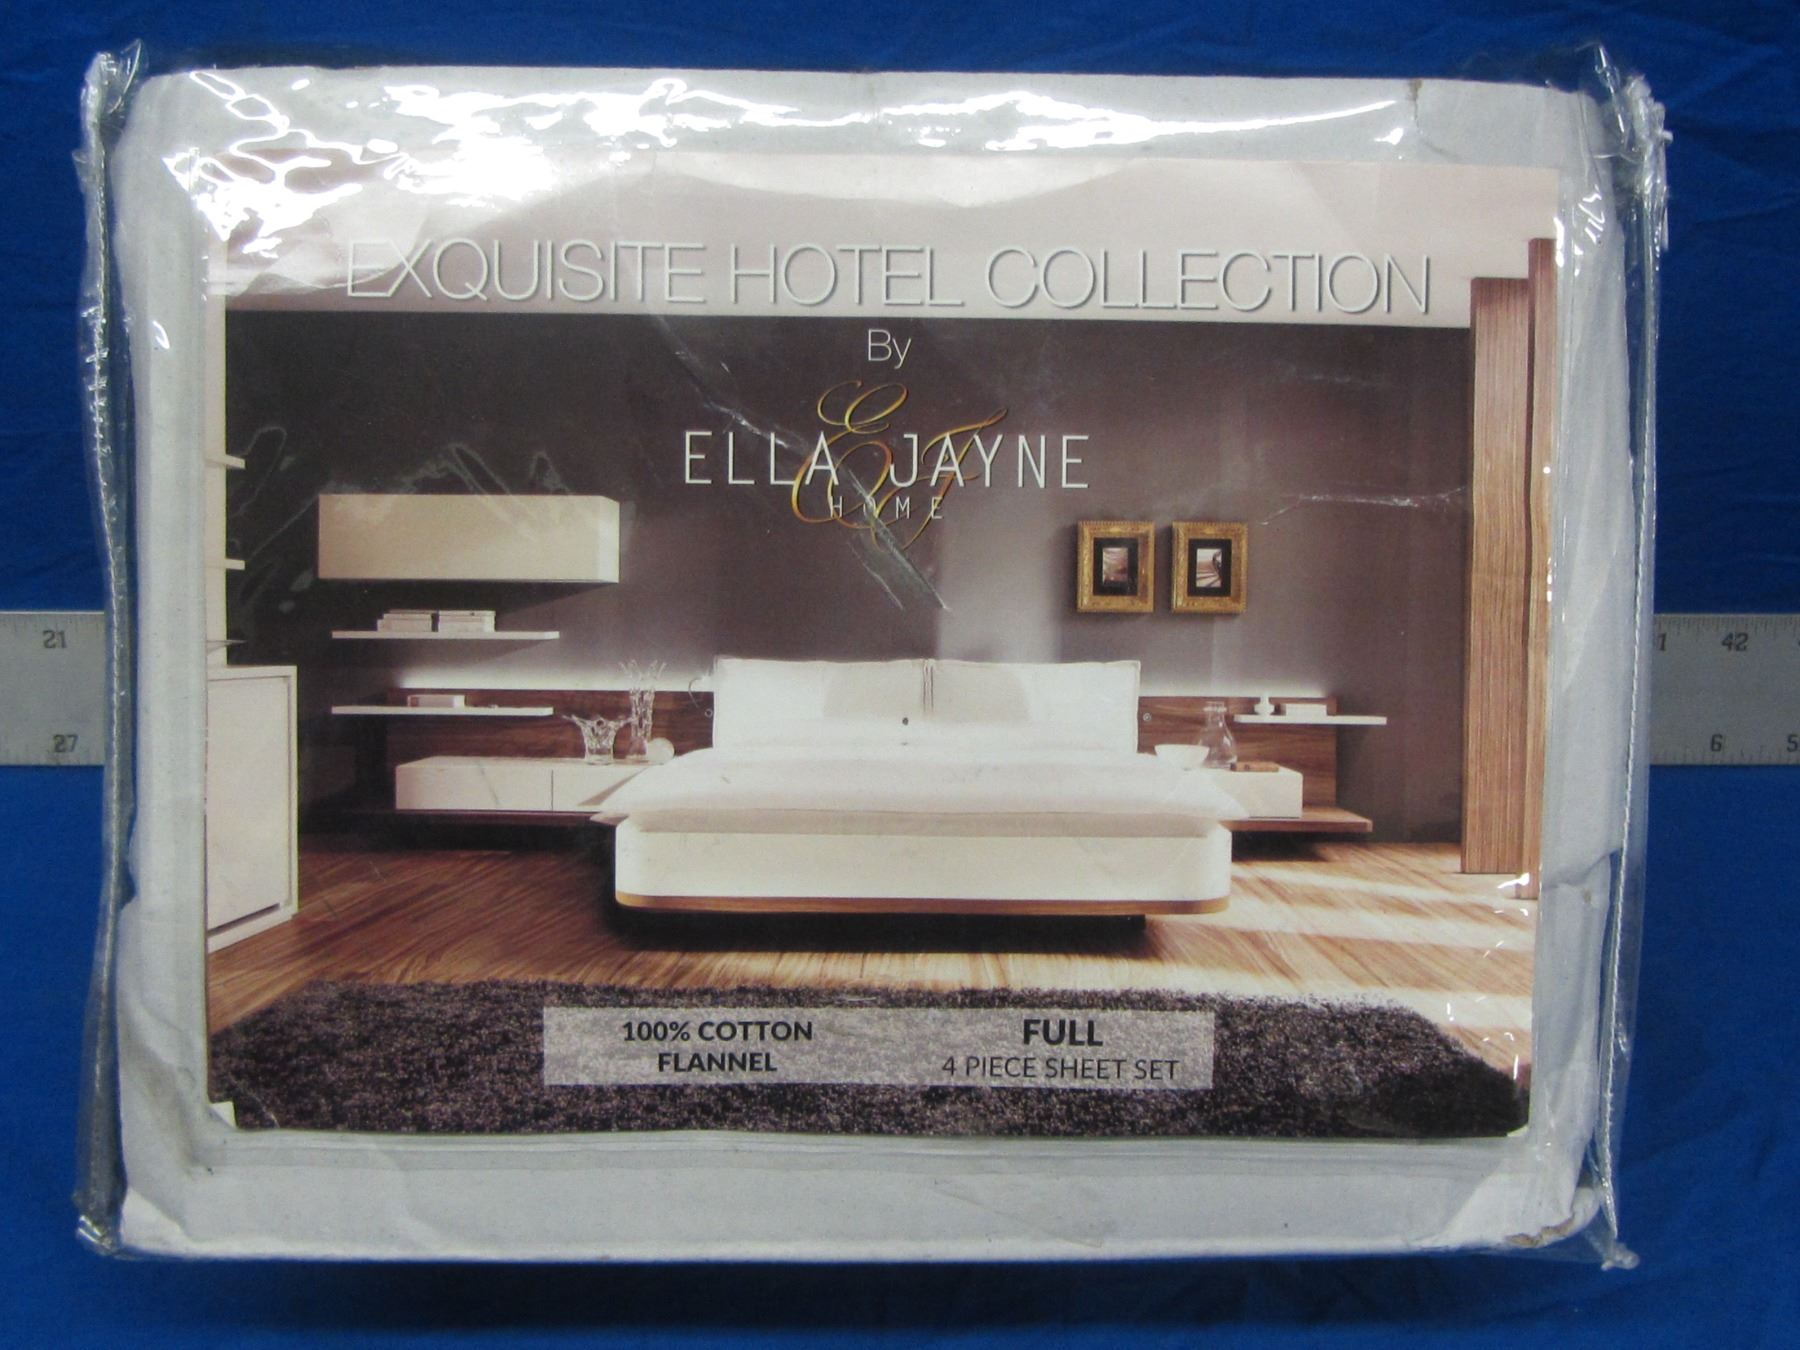 EXQUISITE HOTEL COLLECTION
By
ELLA JAYNE
HOME
21
27
42
6
5
100% COTTON
FLANNEL
FULL
4 PIECE SHEET SET